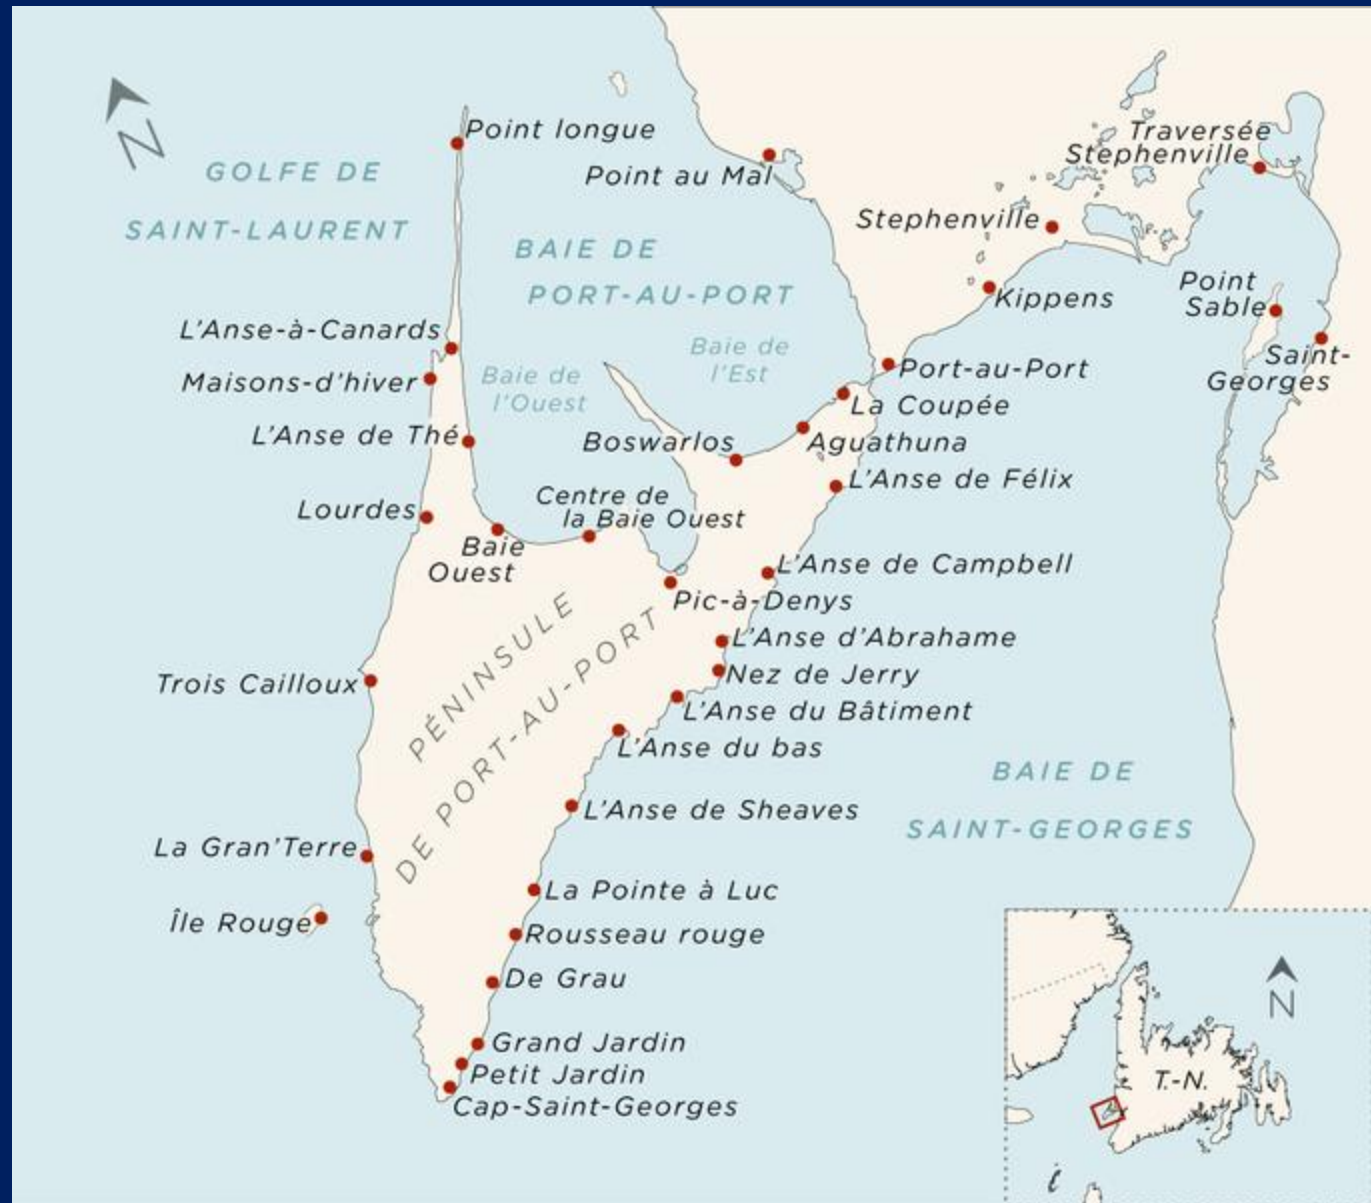 Point longue
Traversée
Stephenville
GOLFE DE
SAINT-LAURENT
Point au Mal
Stephenville
BAIE DE
PORT-AU-PORT
Point
Sable
Kippens
L'Anse-à-Canards
Baie de
l'Est
Saint-
Georges
Maisons-d'hiver
Baie de
l'Ouest
Port-au-Port
La Coupée
L'Anse de Thé
Boswarlos
Aguathuna
L'Anse de Félix
Lourdes
Centre de
la Baie Ouest
Baie
Ouest
L'Anse de Campbell
Pic-à-Denys
PÉNINSULE
DE PORT-AU-PORT
L'Anse d'Abrahame
Nez de Jerry
Trois Cailloux
L'Anse du Bâtiment
L'Anse du bas
BAIE DE
SAINT-GEORGES
L'Anse de Sheaves
La Gran'Terre
La Pointe à Luc
Île Rouge
Rousseau rouge
De Grau
Grand Jardin
Petit Jardin
Cap-Saint-Georges
N
N
T.-N.